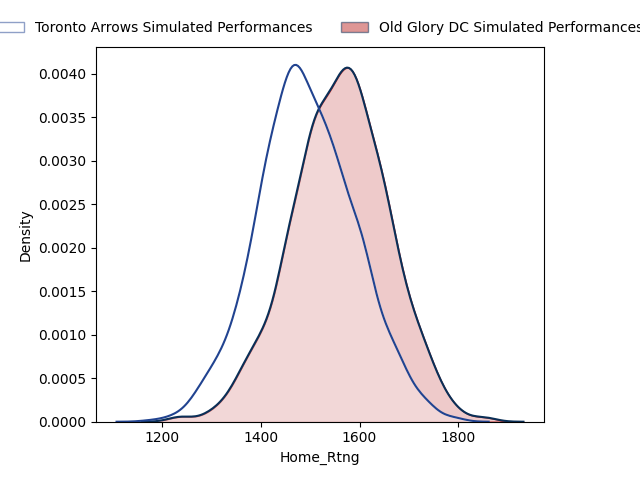 Toronto Arrows Simulated Performances
Old Glory DC Simulated Performances
0.0040
0.0035
0.0030
0.0025
0.0020
0.0015
0.0010
0.0005
0.0000
Density
1200 1400 1600 1800
Home_Rtng